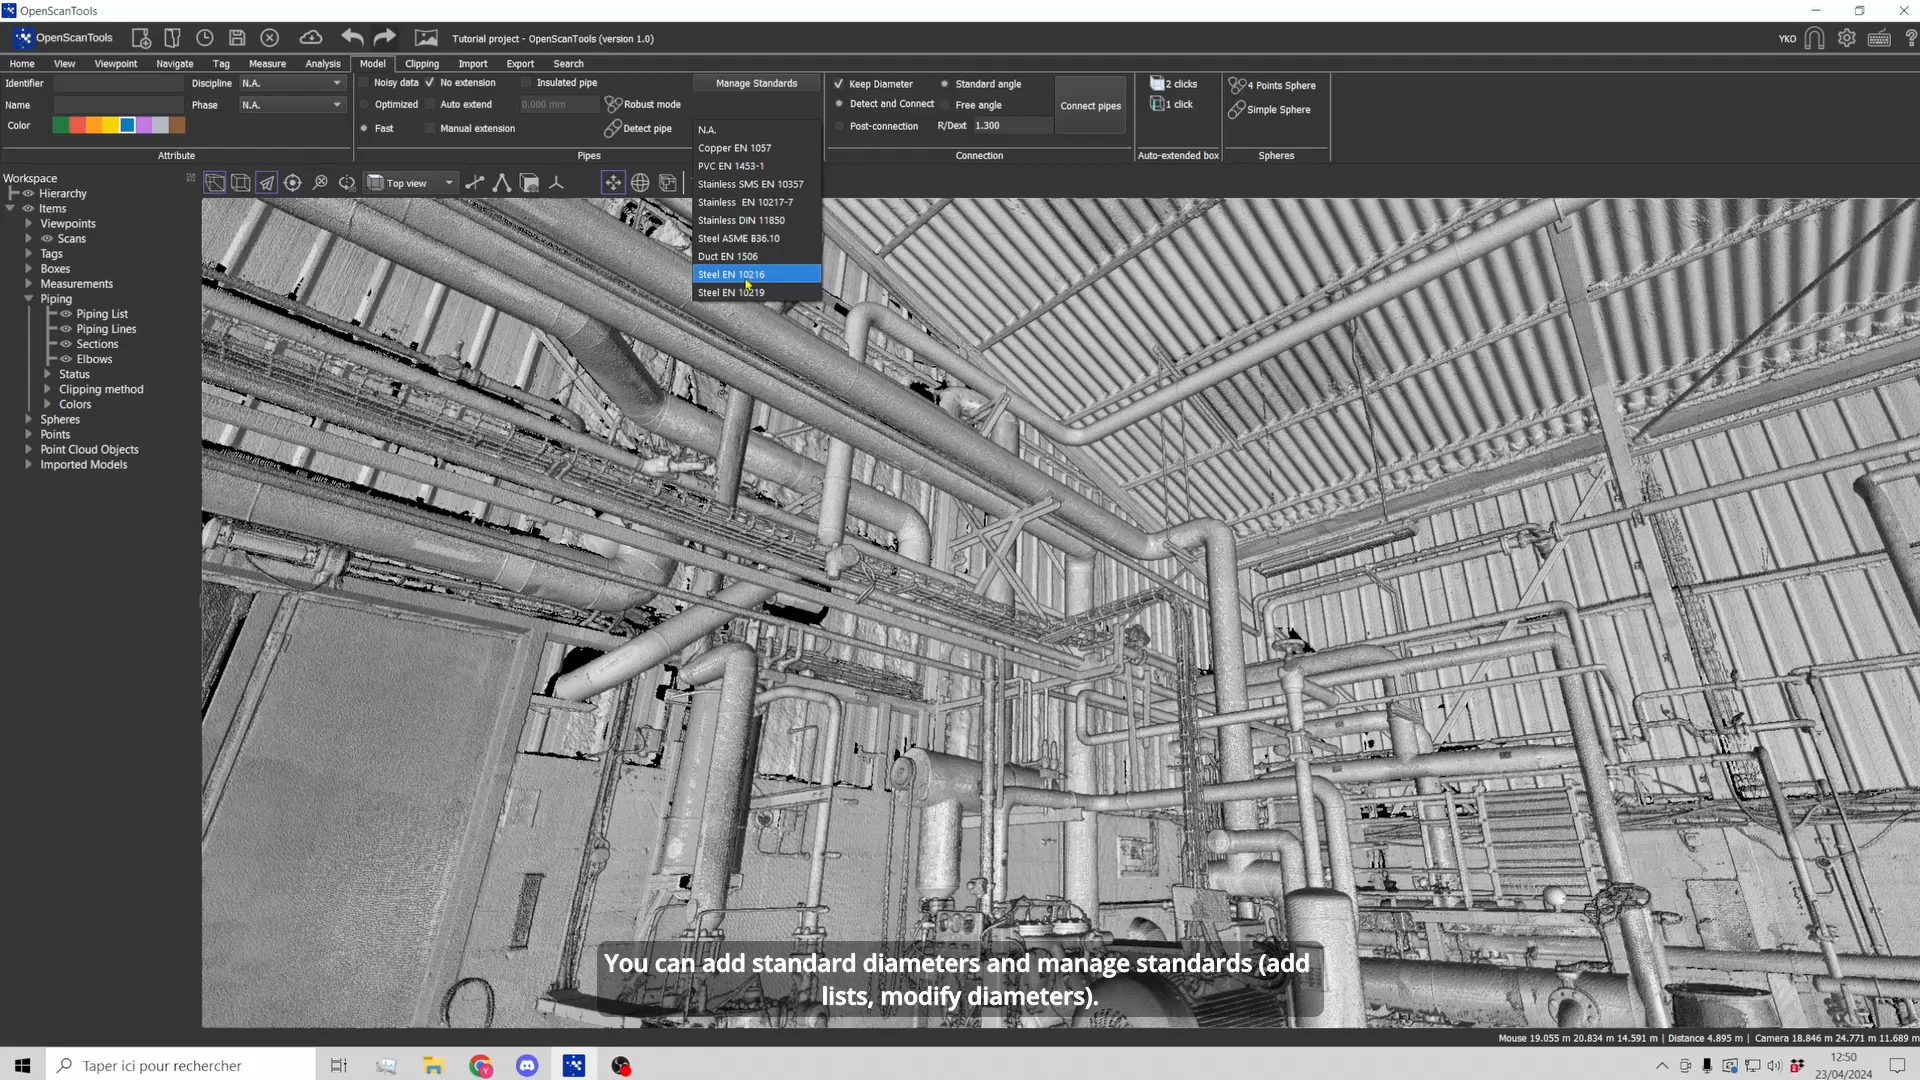 OpenScanTools
OpenScanTools
Tutorial project - OpenScanTools (version 1.0)
YKO
Home
View
Viewpoint
Navigate
Tag
Measure
Analysis
Model
Clipping
Import
Export
Search
Identifier
Discipline
N.A.
Name
Phase
N.A.
Color
Attribute
Noisy data
No extension
Insulated pipe
Optimized
Auto extend
0.000 mm
Robust mode
Fast
Manual extension
Detect pipe
Pipes
Manage Standards
N.A.
Copper EN 1057
PVC EN 1453-1
Stainless SMS EN 10357
Stainless EN 10217-7
Stainless DIN 11850
Steel ASME B36.10
Duct EN 1506
Steel EN 10216
Steel EN 10219
Keep Diameter
Standard angle
Detect and Connect
Free angle
Post-connection
R/Dext
1.300
Connect pipes
Connection
2 clicks
1 click
Auto-extended box
4 Points Sphere
Simple Sphere
Spheres
Top view
Workspace
Hierarchy
Items
Viewpoints
Scans
Tags
Boxes
Measurements
Piping
Piping List
Piping Lines
Sections
Elbows
Status
Clipping method
Colors
Spheres
Points
Point Cloud Objects
Imported Models
You can add standard diameters and manage standards (add
lists, modify diameters).
Mouse 19.055 m 20.834 m 14.591 m | Distance 4.895 m | Camera 18.846 m 24.771 m 11.689 m
Taper ici pour rechercher
12:50
23/04/2024